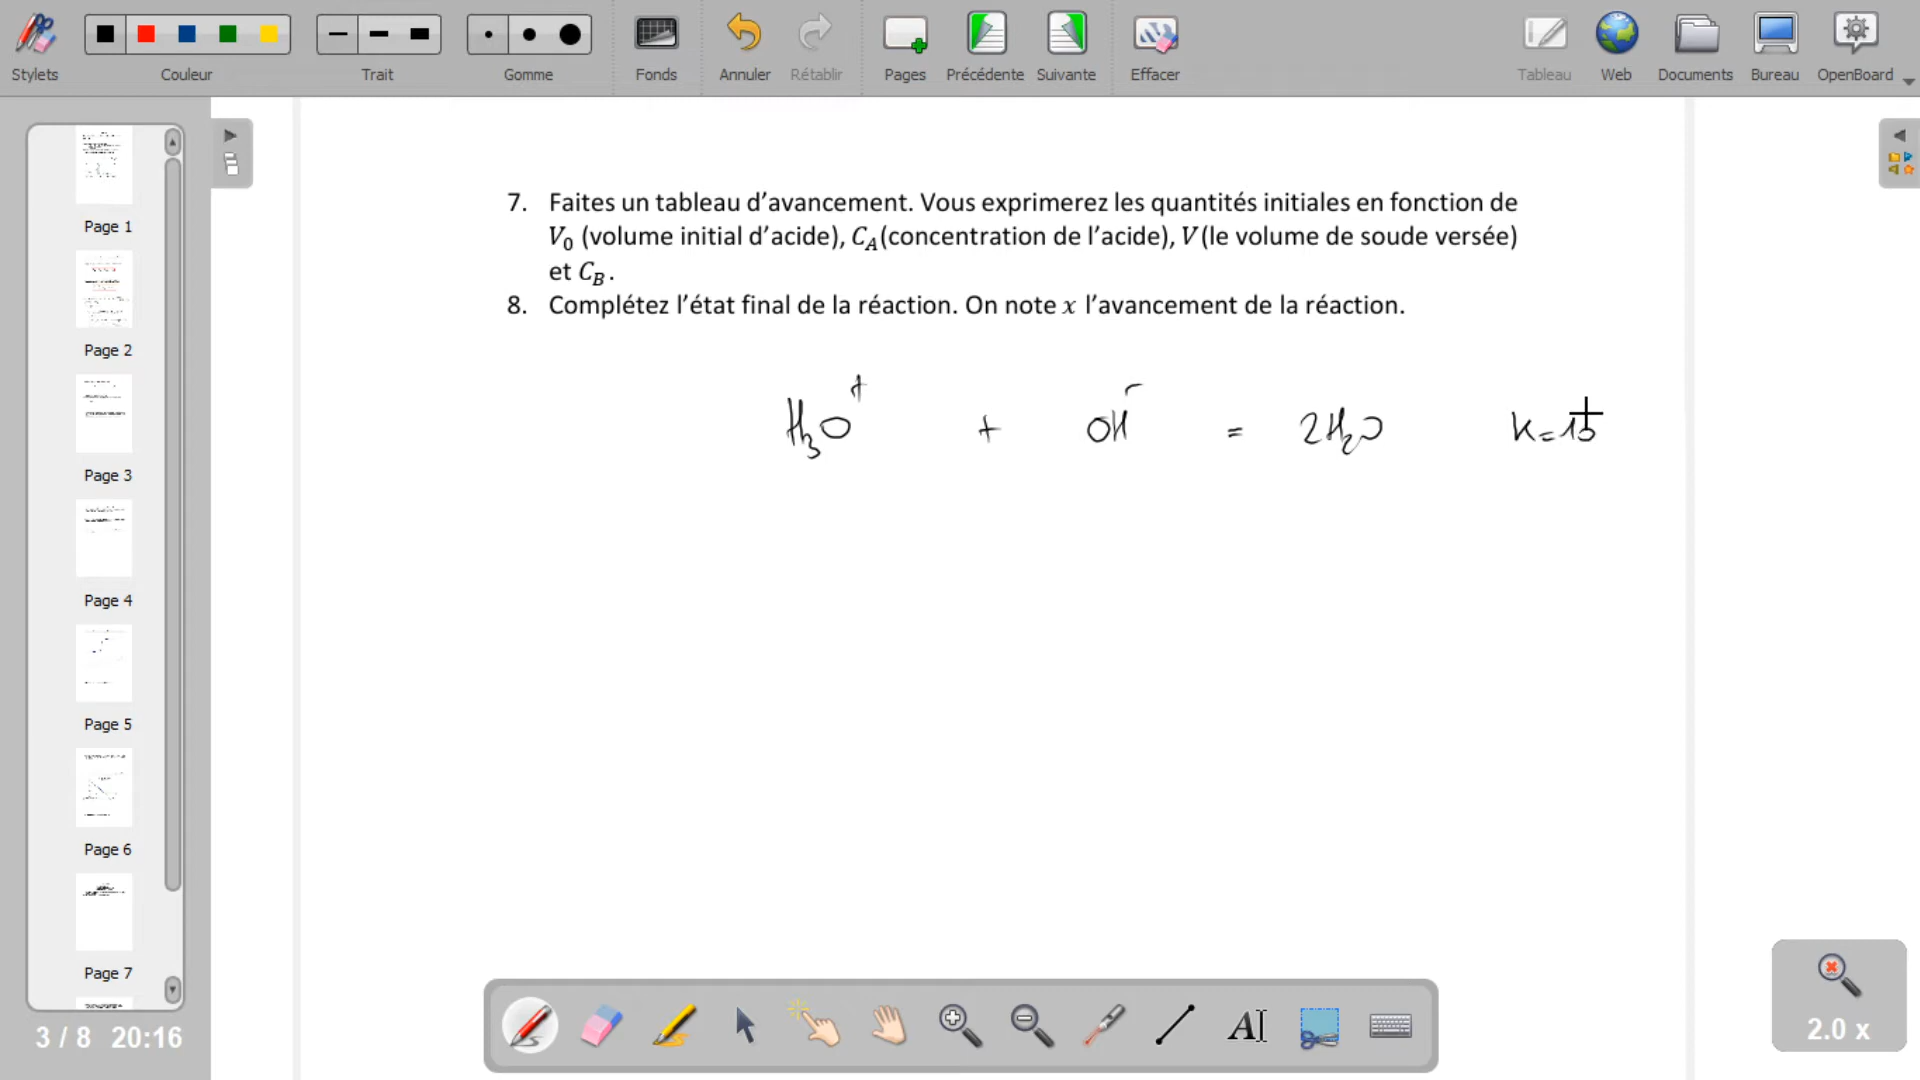 Stylets Couleur Trait Gomme Fonds Annuler Rétablir Pages Précédente Suivante Effacer Tableau Web Documents Bureau OpenBoard
Page 1
Page 2
Page 3
Page 4
Page 5
Page 6
Page 7
7. Faites un tableau d’avancement. Vous exprimerez les quantités initiales en fonction de
V₀ (volume initial d’acide), C_A(concentration de l’acide), V(le volume de soude versée)
et C_B.
8. Complétez l’état final de la réaction. On note x l’avancement de la réaction.
H₃O⁺ + OH⁻ = 2H₂O K=10
3 / 8 20:16
A
2.0 x